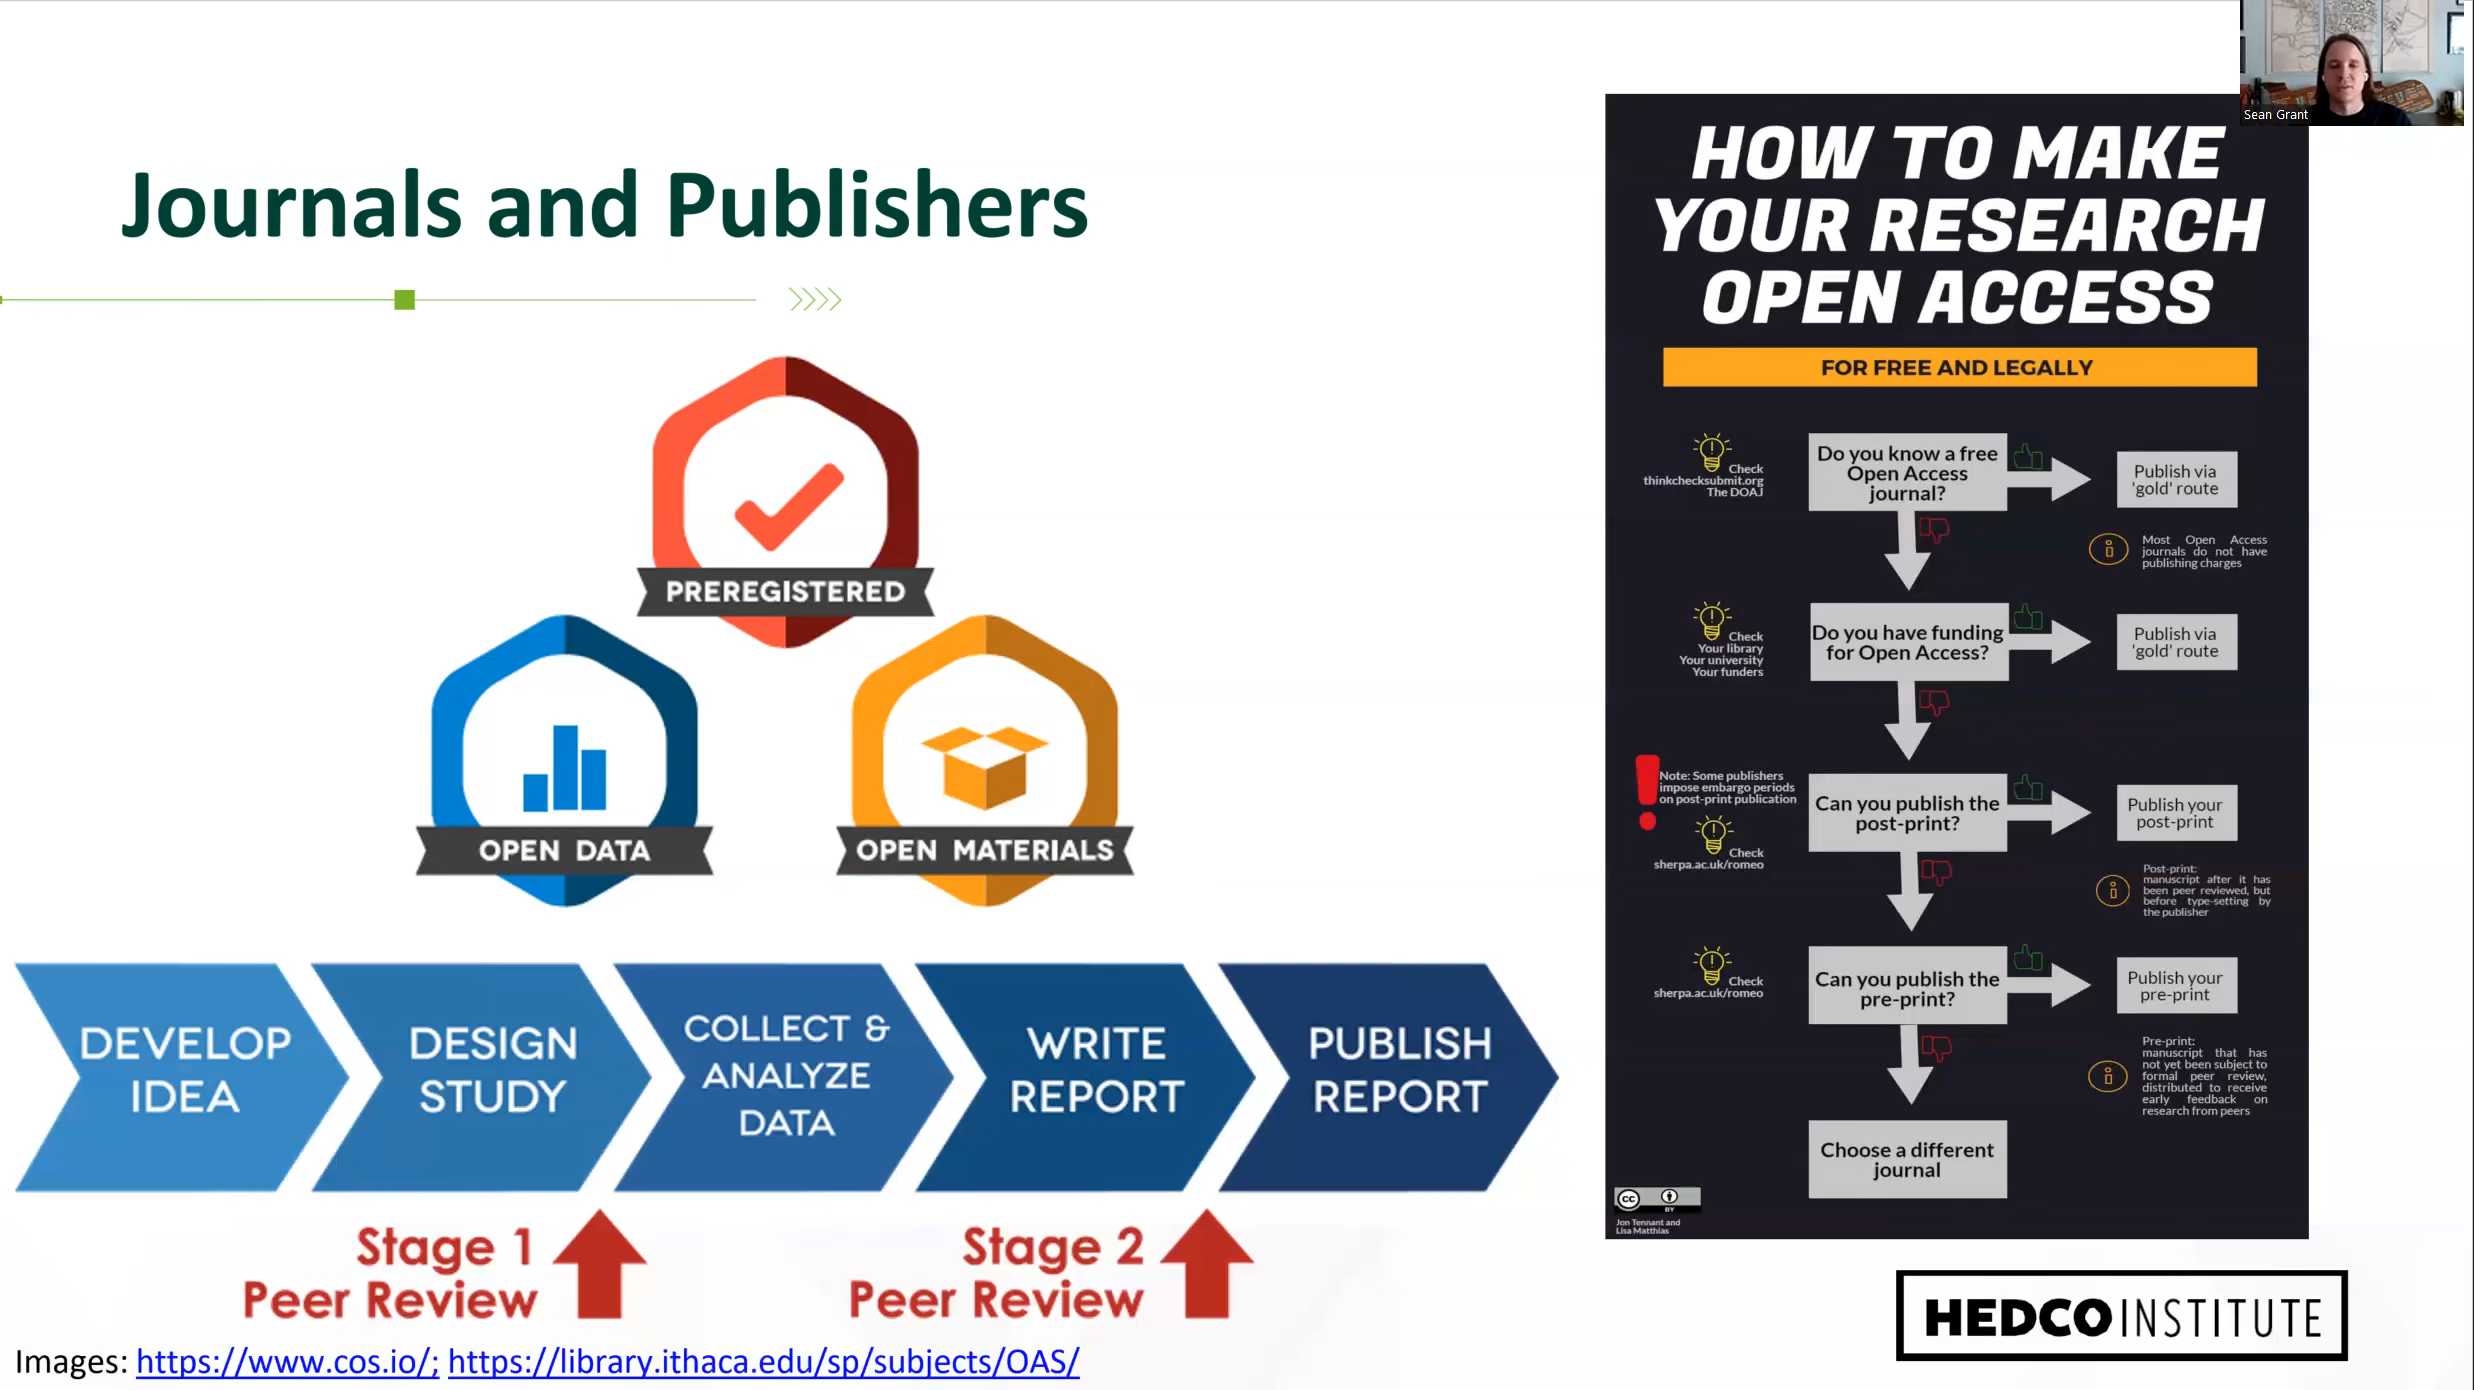 Sean Grant
Journals and Publishers
PREREGISTERED
OPEN DATA
OPEN MATERIALS
DEVELOP
IDEA
DESIGN
STUDY
COLLECT &
ANALYZE
DATA
WRITE
REPORT
PUBLISH
REPORT
Stage 1
Peer Review
Stage 2
Peer Review
Images: https://www.cos.io/; https://library.ithaca.edu/sp/subjects/OAS/
HOW TO MAKE
YOUR RESEARCH
OPEN ACCESS
FOR FREE AND LEGALLY
Check
thinkchecksubmit.org
The DOAJ
Do you know a free
Open Access
journal?
Publish via
'gold' route
Most Open Access
journals do not have
publishing charges
Check
Your library
Your university
Your funders
Do you have funding
for Open Access?
Publish via
'gold' route
Note: Some publishers
impose embargo periods
on post-print publication
Check
sherpa.ac.uk/romeo
Can you publish the
post-print?
Publish your
post-print
Post-print:
manuscript after it has
been peer reviewed, but
before type-setting by
the publisher
Check
sherpa.ac.uk/romeo
Can you publish the
pre-print?
Publish your
pre-print
Pre-print:
manuscript that has
not yet been subject to
formal peer review,
distributed to receive
early feedback on
research from peers
Choose a different
journal
cc
BY
Jon Tennant and
Lisa Matthias
HEDCO INSTITUTE